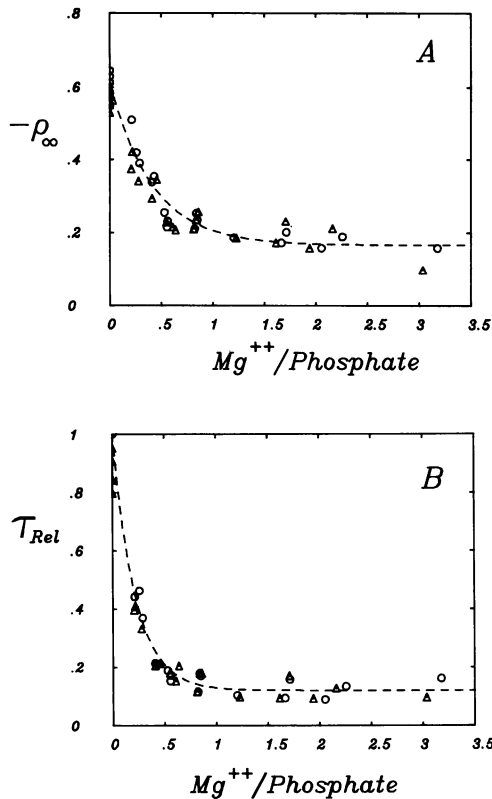 .8
A
.6
−ρ∞
.4
.2
0
0 .5 1 1.5 2 2.5 3 3.5
Mg++/Phosphate
1
B
.8
τRel
.6
.4
.2
0
0 .5 1 1.5 2 2.5 3 3.5
Mg++/Phosphate